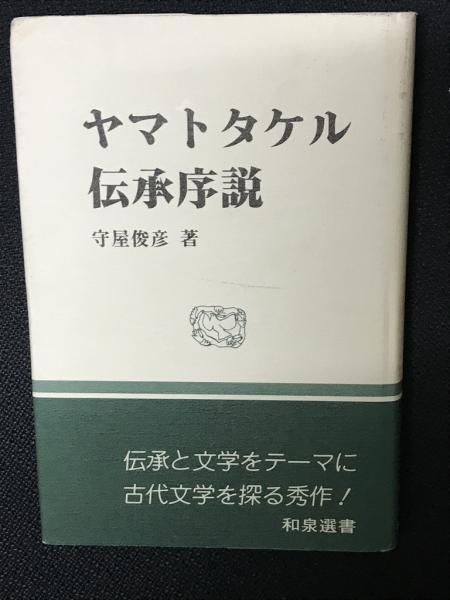 ヤマトタケル
伝承序説
守屋俊彦 著
伝承と文学をテーマに
古代文学を探る秀作！
和泉選書